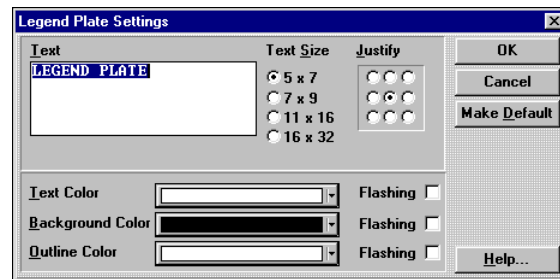 Legend Plate Settings
Text
LEGEND PLATE
Text Size
5 x 7
7 x 9
11 x 16
16 x 32
Justify
OK
Cancel
Make Default
Text Color Flashing
Background Color Flashing
Outline Color Flashing
Help...